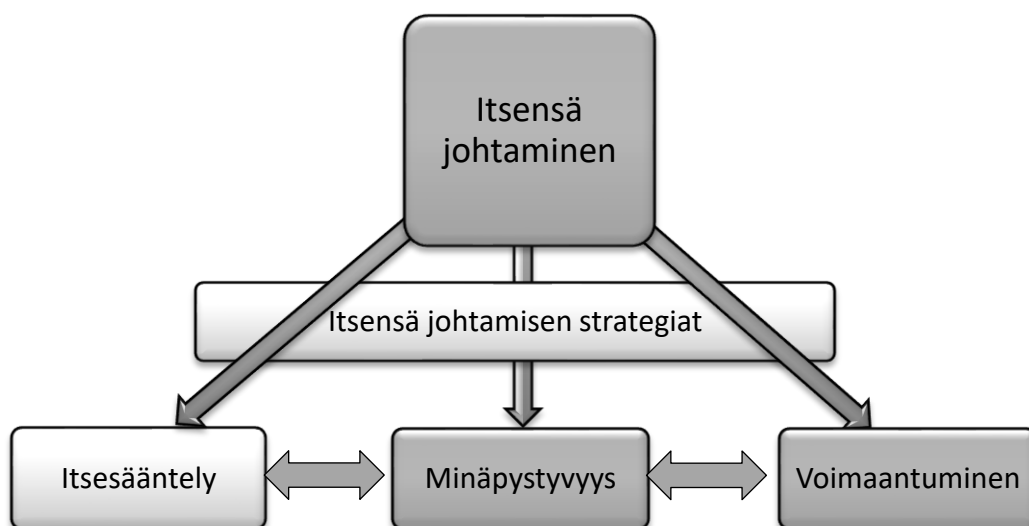 Itsensä
johtaminen
Itsensä johtamisen strategiat
Itsesääntely
Minäpystyvyys
Voimaantuminen